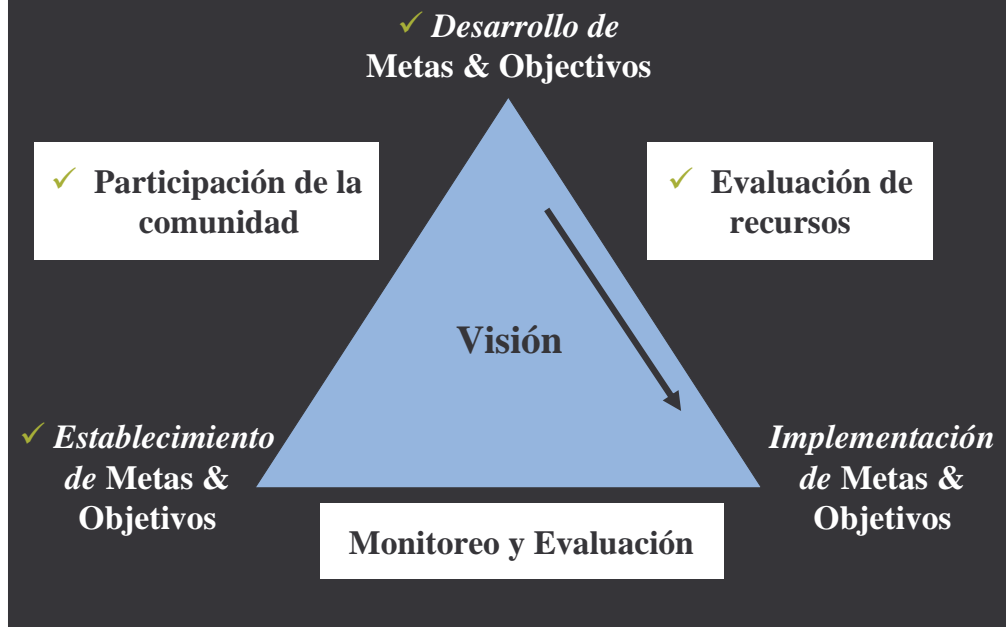 ✓ Desarrollo de
Metas & Objectivos
✓ Participación de la
comunidad
✓ Evaluación de
recursos
Visión
✓ Establecimiento
de Metas &
Objetivos
Implementación
de Metas &
Objetivos
Monitoreo y Evaluación